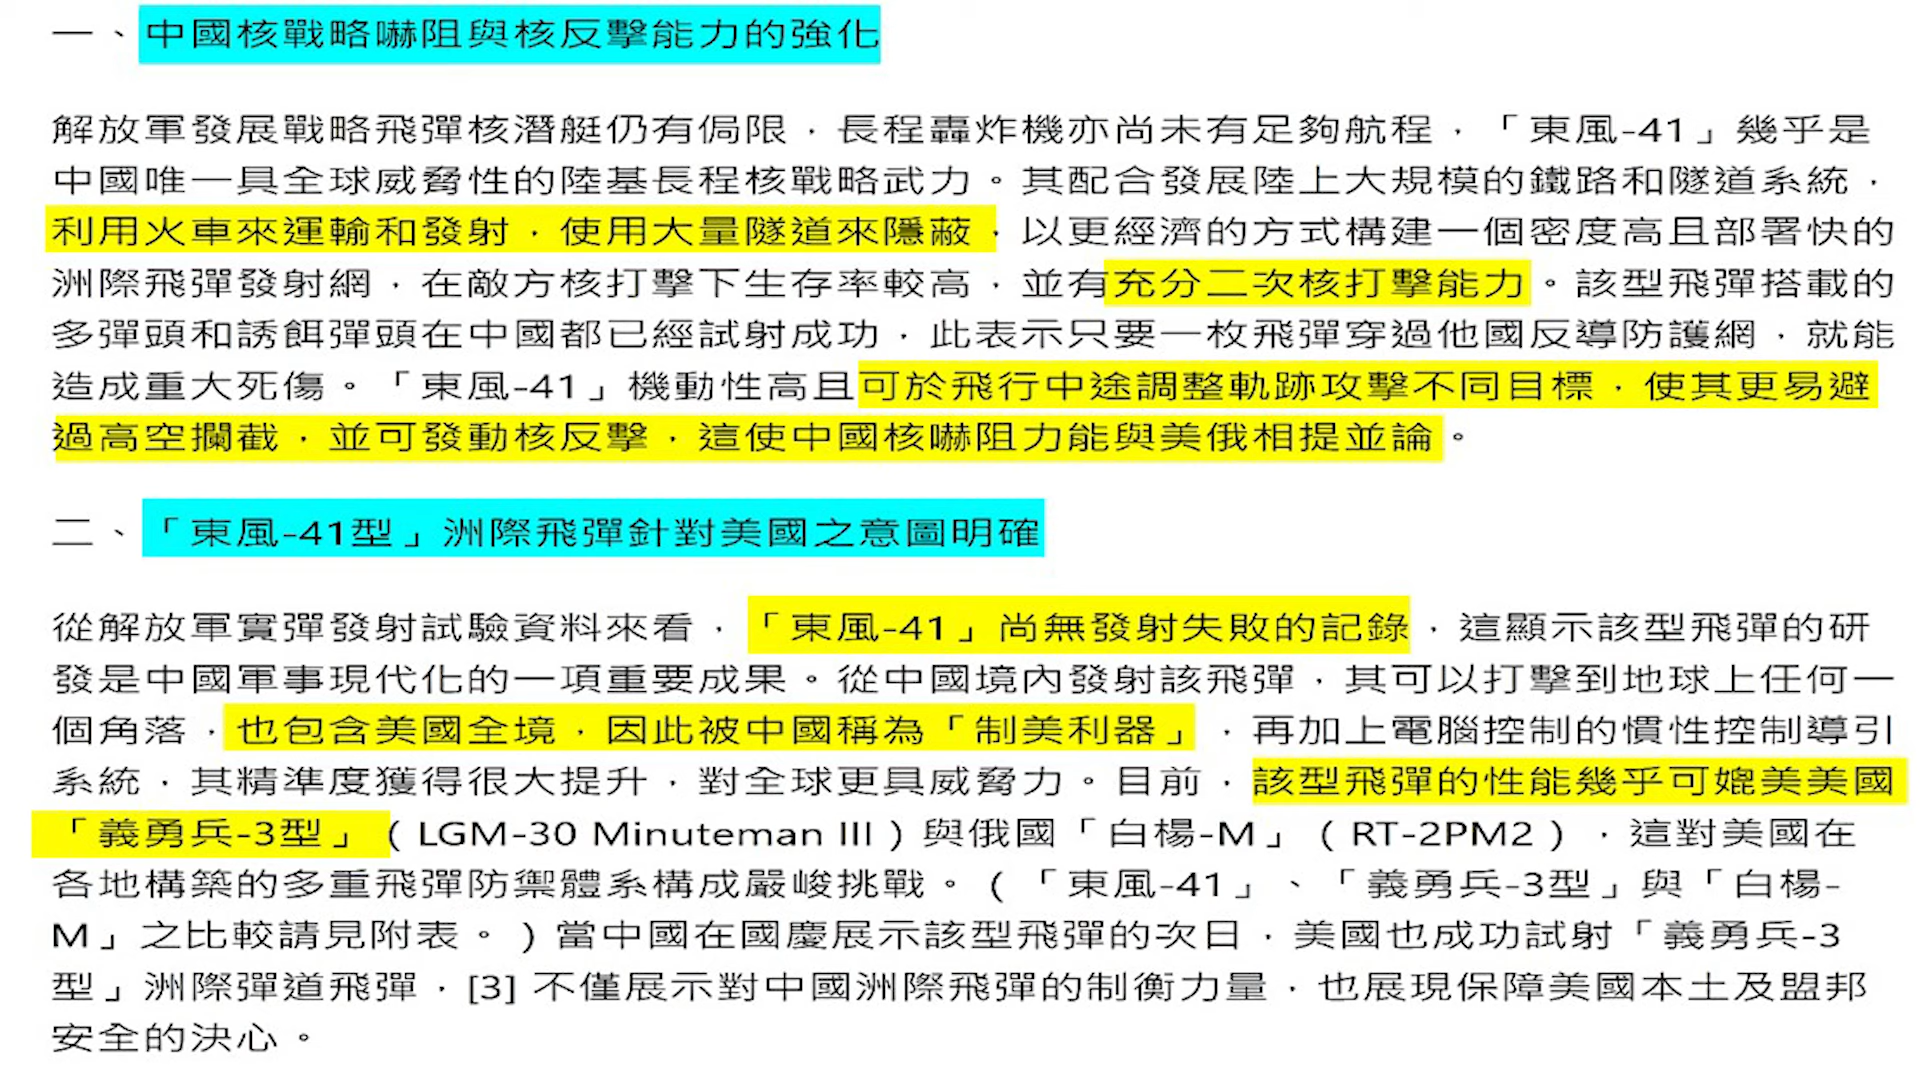 一、中國核戰略嚇阻與核反擊能力的強化
解放軍發展戰略飛彈核潛艇仍有侷限，長程轟炸機亦尚未有足夠航程，「東風-41」幾乎是
中國唯一具全球威脅性的陸基長程核戰略武力。其配合發展陸上大規模的鐵路和隧道系統，
利用火車來運輸和發射，使用大量隧道來隱蔽，以更經濟的方式構建一個密度高且部署快的
洲際飛彈發射網，在敵方核打擊下生存率較高，並有充分二次核打擊能力。該型飛彈搭載的
多彈頭和誘餌彈頭在中國都已經試射成功，此表示只要一枚飛彈穿過他國反導防護網，就能
造成重大死傷。「東風-41」機動性高且可於飛行中途調整軌跡攻擊不同目標，使其更易避
過高空攔截，並可發動核反擊，這使中國核嚇阻力能與美俄相提並論。
二、「東風-41型」洲際飛彈針對美國之意圖明確
從解放軍實彈發射試驗資料來看，「東風-41」尚無發射失敗的記錄，這顯示該型飛彈的研
發是中國軍事現代化的一項重要成果。從中國境內發射該飛彈，其可以打擊到地球上任何一
個角落，也包含美國全境，因此被中國稱為「制美利器」，再加上電腦控制的慣性控制導引
系統，其精準度獲得很大提升，對全球更具威脅力。目前，該型飛彈的性能幾乎可媲美美國
「義勇兵-3型」（LGM-30 Minuteman III）與俄國「白楊-M」（RT-2PM2），這對美國在
各地構築的多重飛彈防禦體系構成嚴峻挑戰。（「東風-41」、「義勇兵-3型」與「白楊-
M」之比較請見附表。）當中國在國慶展示該型飛彈的次日，美國也成功試射「義勇兵-3
型」洲際彈道飛彈，[3] 不僅展示對中國洲際飛彈的制衡力量，也展現保障美國本土及盟邦
安全的決心。